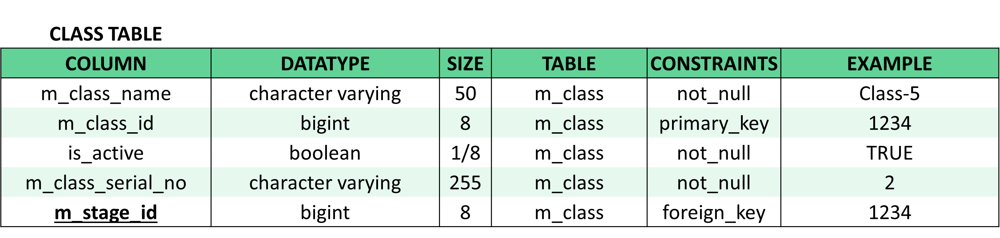 CLASS TABLE
COLUMN DATATYPE SIZE TABLE CONSTRAINTS EXAMPLE
m_class_name character varying 50 m_class not_null Class-5
m_class_id bigint 8 m_class primary_key 1234
is_active boolean 1/8 m_class not_null TRUE
m_class_serial_no character varying 255 m_class not_null 2
m_stage_id bigint 8 m_class foreign_key 1234